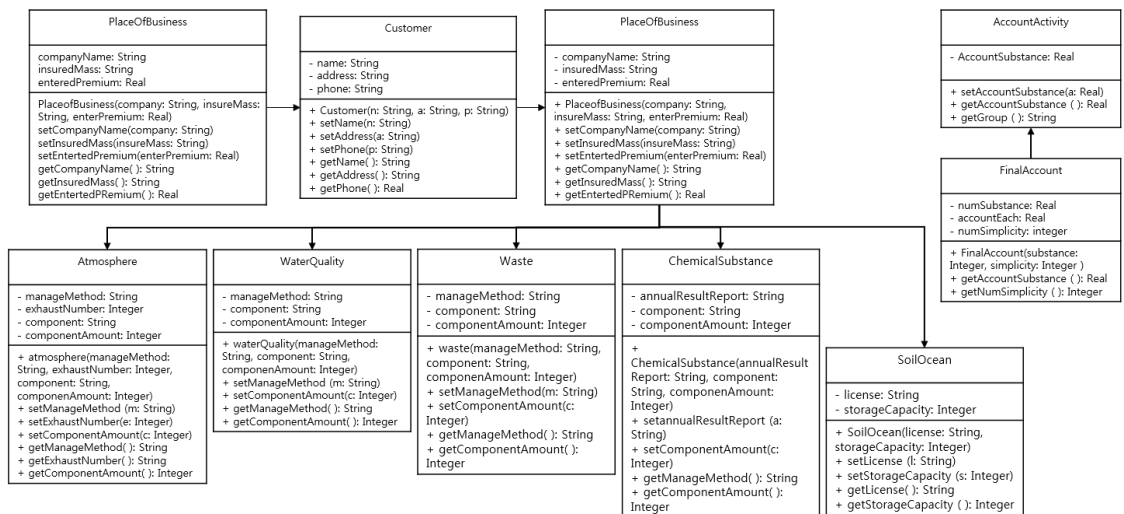 PlaceOfBusiness
companyName: String
insuredMass: String
enteredPremium: Real
PlaceofBusiness(company: String, insureMass:
String, enterPremium: Real)
setCompanyName(company: String)
setInsuredMass(insureMass: String)
setEntertedPremium(enterPremium: Real)
getCompanyName( ): String
getInsuredMass( ): String
getEntertedPRemium( ): Real
Customer
- name: String
- address: String
- phone: String
+ Customer(n: String, a: String, p: String)
+ setName(n: String)
+ setAddress(a: String)
+ setPhone(p: String)
+ getName( ): String
+ getAddress( ): String
+ getPhone( ): Real
PlaceOfBusiness
- companyName: String
- insuredMass: String
- enteredPremium: Real
+ PlaceofBusiness(company: String,
insureMass: String, enterPremium: Real)
+ setCompanyName(company: String)
+ setInsuredMass(insureMass: String)
+ setEntertedPremium(enterPremium: Real)
+ getCompanyName( ): String
+ getInsuredMass( ): String
+ getEntertedPRemium( ): Real
AccountActivity
- AccountSubstance: Real
+ setAccountSubstance(a: Real)
+ getAccountSubstance ( ): Real
+ getGroup ( ): String
FinalAccount
- numSubstance: Real
- accountEach: Real
- numSimplicity: integer
+ FinalAccount(substance:
Integer, simplicity: Integer )
+ getAccountSubstance ( ): Real
+ getNumSimplicity ( ): Integer
Atmosphere
- manageMethod: String
- exhaustNumber: Integer
- component: String
- componentAmount: Integer
+ atmosphere(manageMethod:
String, exhaustNumber: Integer,
component: String,
componenAmount: Integer)
+ setManageMethod (m: String)
+ setExhaustNumber(e: Integer)
+ setComponentAmount(c: Integer)
+ getManageMethod( ): String
+ getExhaustNumber( ): String
+ getComponentAmount( ): Integer
WaterQuality
- manageMethod: String
- component: String
- componentAmount: Integer
+ waterQuality(manageMethod:
String, component: String,
componenAmount: Integer)
+ setManageMethod (m: String)
+ setComponentAmount(c: Integer)
+ getManageMethod( ): String
+ getComponentAmount( ): Integer
Waste
- manageMethod: String
- component: String
- componentAmount: Integer
+ waste(manageMethod: String,
component: String,
componenAmount: Integer)
+ setManageMethod(m: String)
+ setComponentAmount(c:
Integer)
+ getManageMethod( ): String
+ getComponentAmount( ):
Integer
ChemicalSubstance
- annualResultReport: String
- component: String
- componentAmount: Integer
+
ChemicalSubstance(annualResult
Report: String, component:
String, componenAmount:
Integer)
+ setannualResultReport (a:
String)
+ setComponentAmount(c:
Integer)
+ getManageMethod( ): String
+ getComponentAmount( ):
Integer
SoilOcean
- license: String
- storageCapacity: Integer
+ SoilOcean(license: String,
storageCapacity: Integer)
+ setLicense (l: String)
+ setStorageCapacity (s: Integer)
+ getLicense( ): String
+ getStorageCapacity ( ): Integer